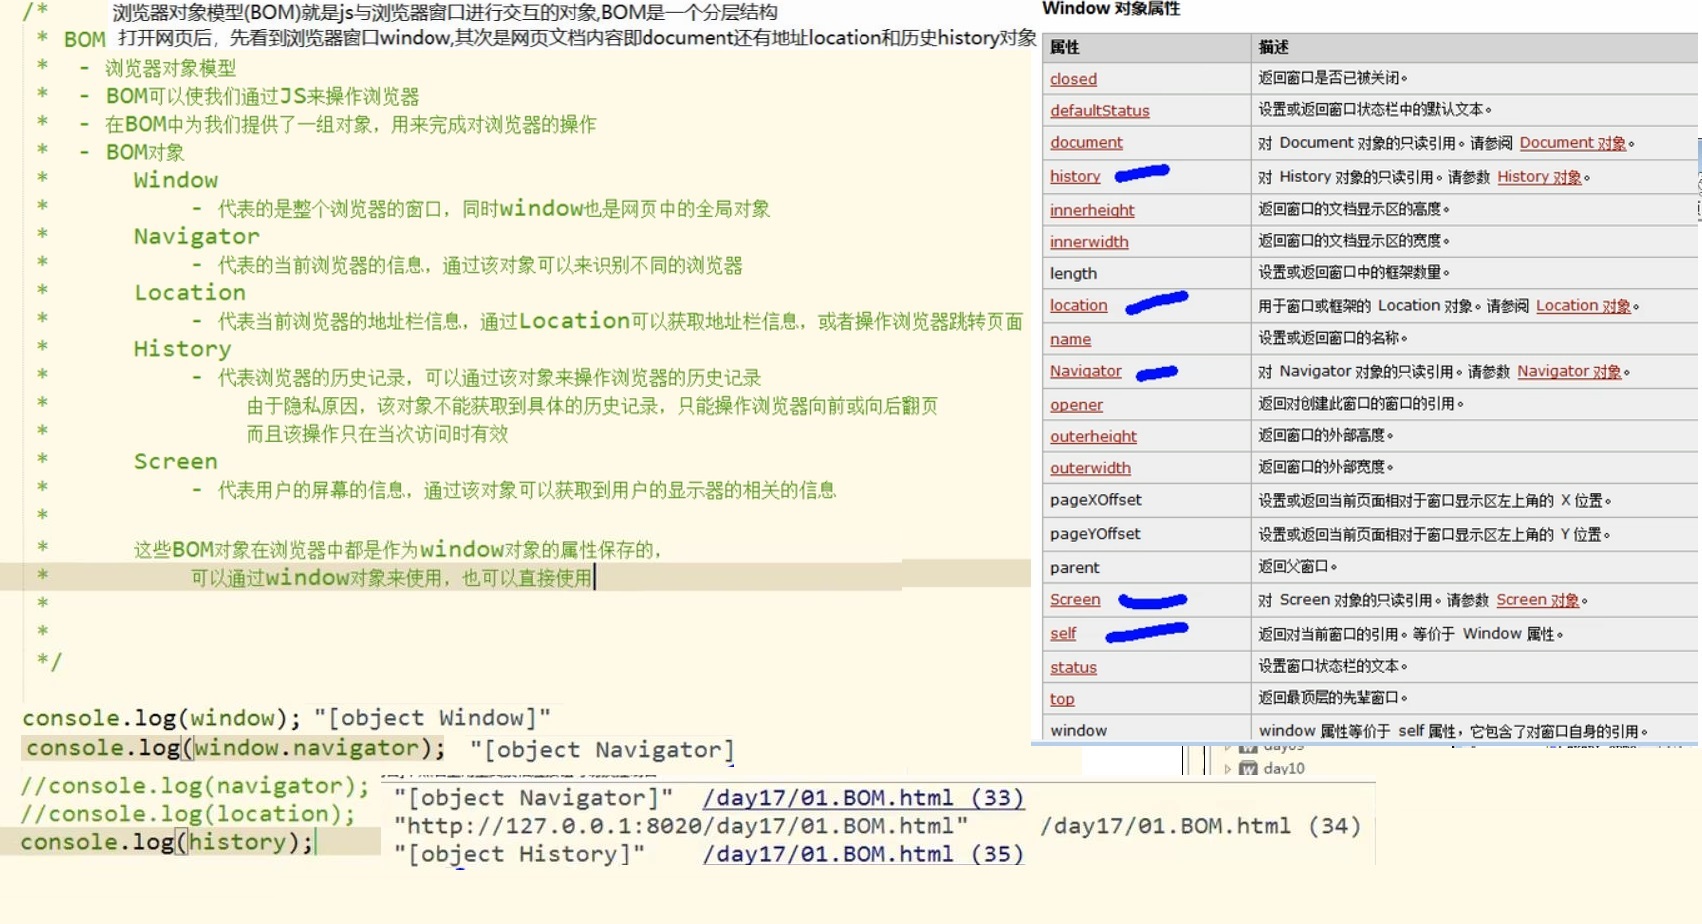 /*
浏览器对象模型(BOM)就是js与浏览器窗口进行交互的对象,BOM是一个分层结构
* BOM 打开网页后，先看到浏览器窗口window,其次是网页文档内容即document还有地址location和历史history对象
* - 浏览器对象模型
* - BOM可以使我们通过JS来操作浏览器
* - 在BOM中为我们提供了一组对象，用来完成对浏览器的操作
* - BOM对象
* Window
* - 代表的是整个浏览器的窗口，同时window也是网页中的全局对象
* Navigator
* - 代表的当前浏览器的信息，通过该对象可以来识别不同的浏览器
* Location
* - 代表当前浏览器的地址栏信息，通过Location可以获取地址栏信息，或者操作浏览器跳转页面
* History
* - 代表浏览器的历史记录，可以通过该对象来操作浏览器的历史记录
* 由于隐私原因，该对象不能获取到具体的历史记录，只能操作浏览器向前或向后翻页
* 而且该操作只在当次访问时有效
* Screen
* - 代表用户的屏幕的信息，通过该对象可以获取到用户的显示器的相关的信息
*
* 这些BOM对象在浏览器中都是作为window对象的属性保存的，
* 可以通过window对象来使用，也可以直接使用
*
*
*/
console.log(window); "[object Window]"
console.log(window.navigator); "[object Navigator]
//console.log(navigator); "[object Navigator]" /day17/01.BOM.html (33)
//console.log(location); "http://127.0.0.1:8020/day17/01.BOM.html" /day17/01.BOM.html (34)
console.log(history); "[object History]" /day17/01.BOM.html (35)
Window 对象属性
属性 描述
closed 返回窗口是否已被关闭。
defaultStatus 设置或返回窗口状态栏中的默认文本。
document 对 Document 对象的只读引用。请参阅 Document 对象。
history 对 History 对象的只读引用。请参数 History 对象。
innerheight 返回窗口的文档显示区的高度。
innerwidth 返回窗口的文档显示区的宽度。
length 设置或返回窗口中的框架数量。
location 用于窗口或框架的 Location 对象。请参阅 Location 对象。
name 设置或返回窗口的名称。
Navigator 对 Navigator 对象的只读引用。请参数 Navigator 对象。
opener 返回对创建此窗口的窗口的引用。
outerheight 返回窗口的外部高度。
outerwidth 返回窗口的外部宽度。
pageXOffset 设置或返回当前页面相对于窗口显示区左上角的 X 位置。
pageYOffset 设置或返回当前页面相对于窗口显示区左上角的 Y 位置。
parent 返回父窗口。
Screen 对 Screen 对象的只读引用。请参数 Screen 对象。
self 返回对当前窗口的引用。等价于 Window 属性。
status 设置窗口状态栏的文本。
top 返回最顶层的先辈窗口。
window window 属性等价于 self 属性，它包含了对窗口自身的引用。
day09
day10